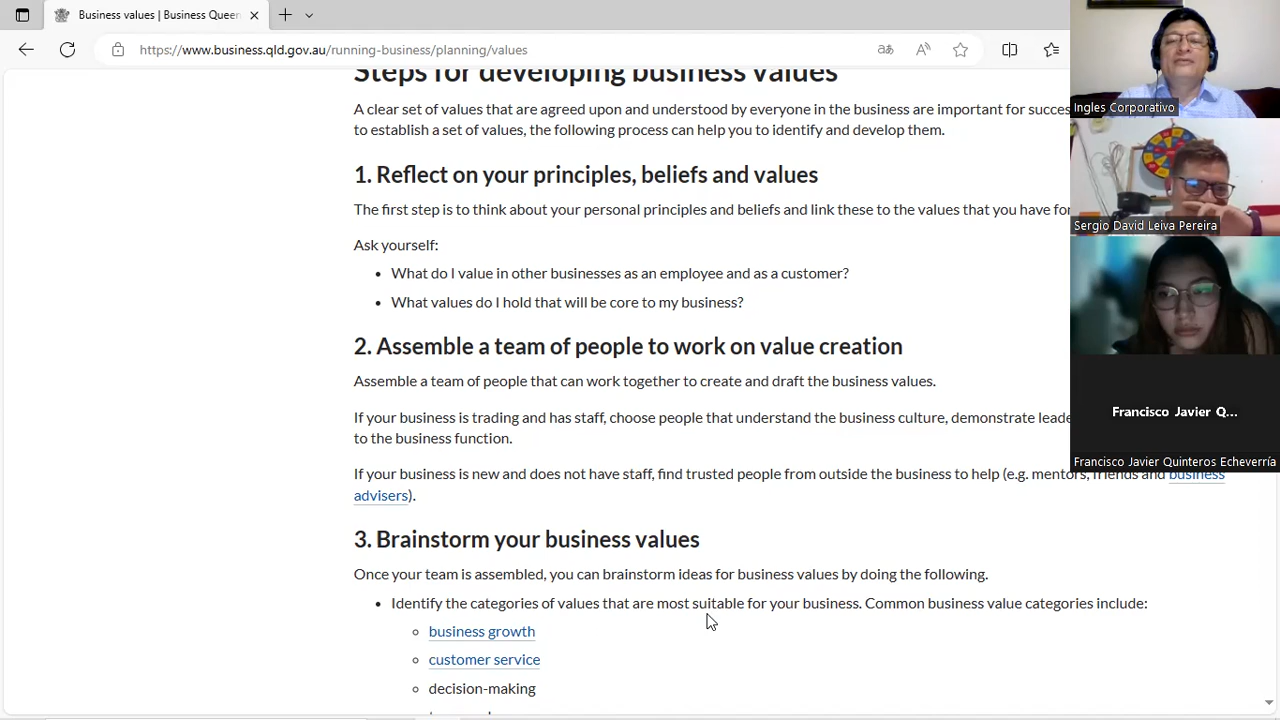 Business values | Business Queen
https://www.business.qld.gov.au/running-business/planning/values
Steps for developing business values
A clear set of values that are agreed upon and understood by everyone in the business are important for succes
to establish a set of values, the following process can help you to identify and develop them.
1. Reflect on your principles, beliefs and values
The first step is to think about your personal principles and beliefs and link these to the values that you have for
Ask yourself:
• What do I value in other businesses as an employee and as a customer?
• What values do I hold that will be core to my business?
2. Assemble a team of people to work on value creation
Assemble a team of people that can work together to create and draft the business values.
If your business is trading and has staff, choose people that understand the business culture, demonstrate leade
to the business function.
If your business is new and does not have staff, find trusted people from outside the business to help (e.g. mentors, friends and business
advisers).
3. Brainstorm your business values
Once your team is assembled, you can brainstorm ideas for business values by doing the following.
• Identify the categories of values that are most suitable for your business. Common business value categories include:
business growth
customer service
decision-making
Ingles Corporativo
Sergio David Leiva Pereira
Francisco Javier Q...
Francisco Javier Quinteros Echeverría